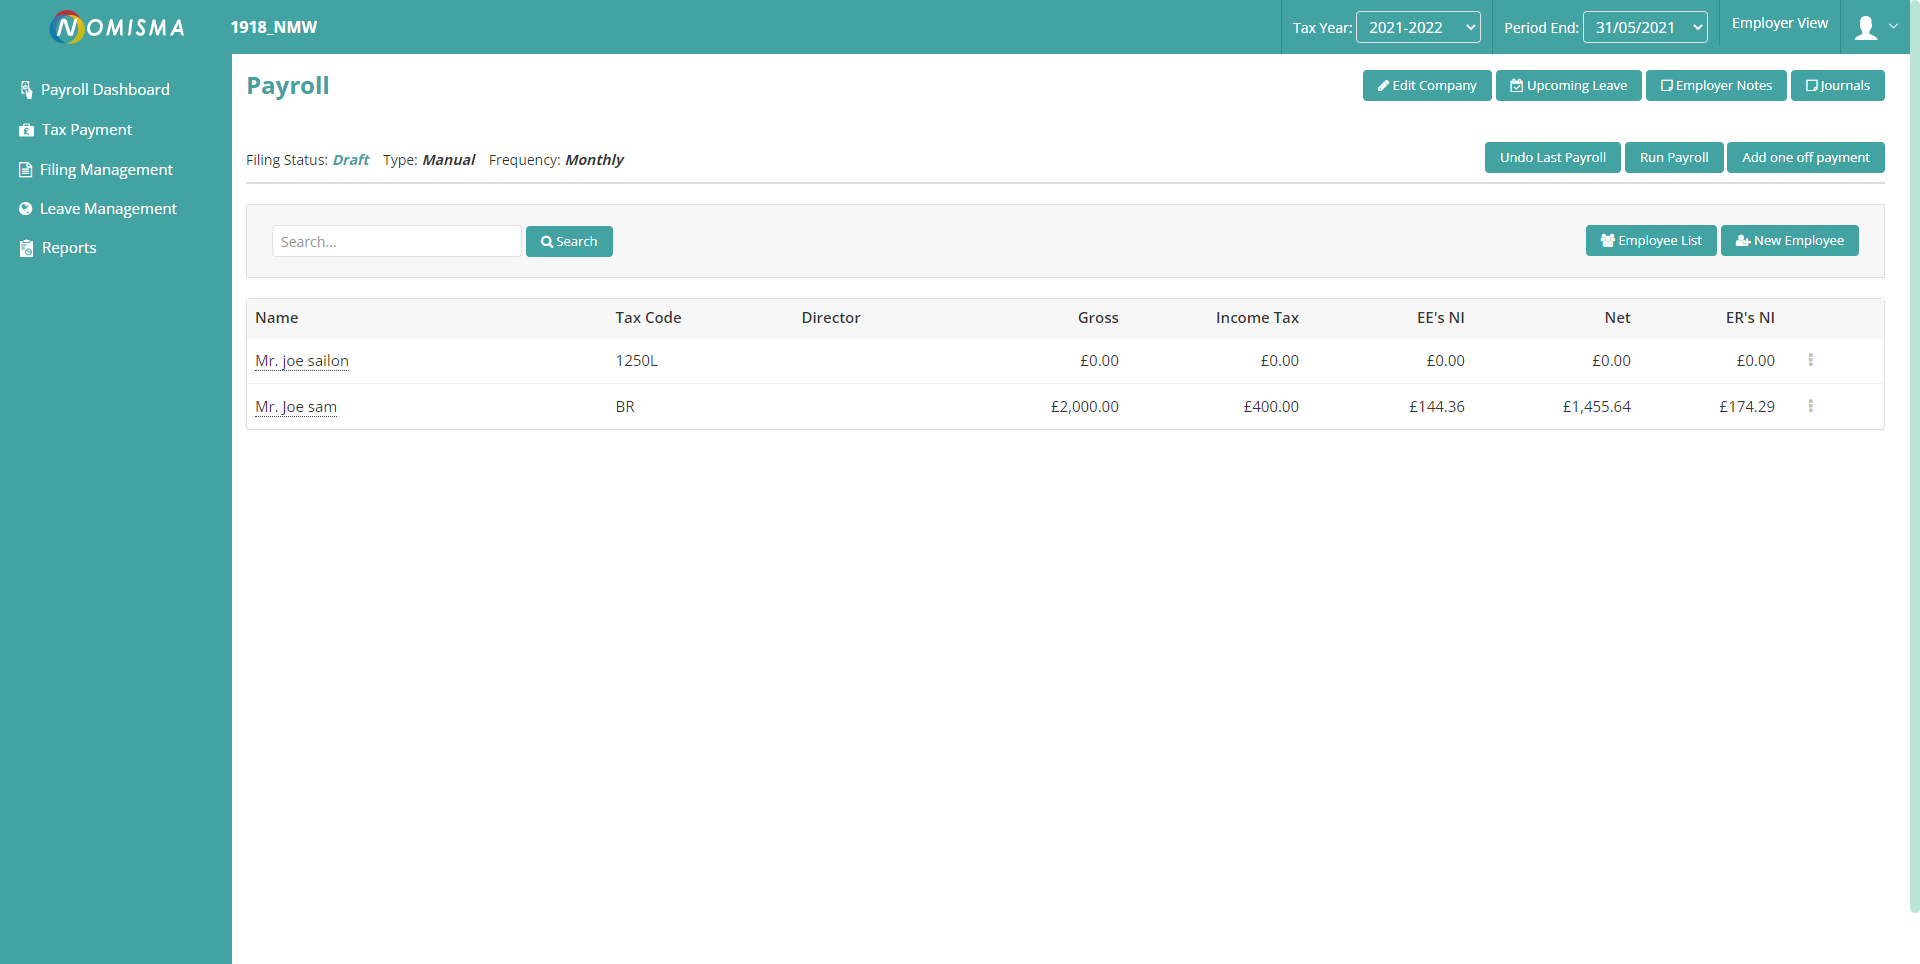 NOMISMA
1918_NMW
Tax Year: 2021-2022
Period End: 31/05/2021
Employer View
Payroll Dashboard
Tax Payment
Filing Management
Leave Management
Reports
Payroll
Edit Company Upcoming Leave Employer Notes Journals
Filing Status: Draft Type: Manual Frequency: Monthly
Undo Last Payroll Run Payroll Add one off payment
Search... Search
Employee List New Employee
Name Tax Code Director Gross Income Tax EE's NI Net ER's NI
Mr. joe sailon 1250L £0.00 £0.00 £0.00 £0.00 £0.00
Mr. Joe sam BR £2,000.00 £400.00 £144.36 £1,455.64 £174.29